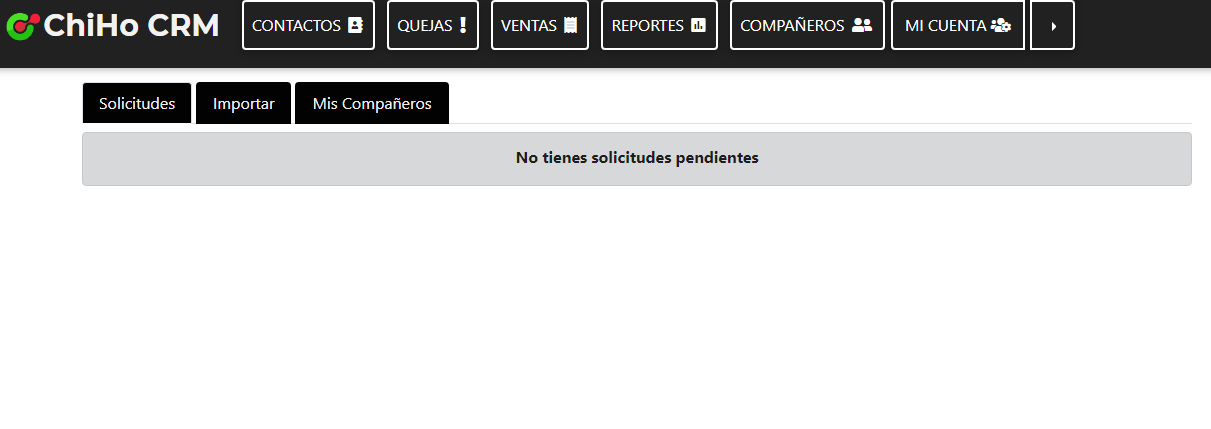 ChiHo CRM CONTACTOS QUEJAS VENTAS REPORTES COMPAÑEROS MI CUENTA
Solicitudes Importar Mis Compañeros
No tienes solicitudes pendientes